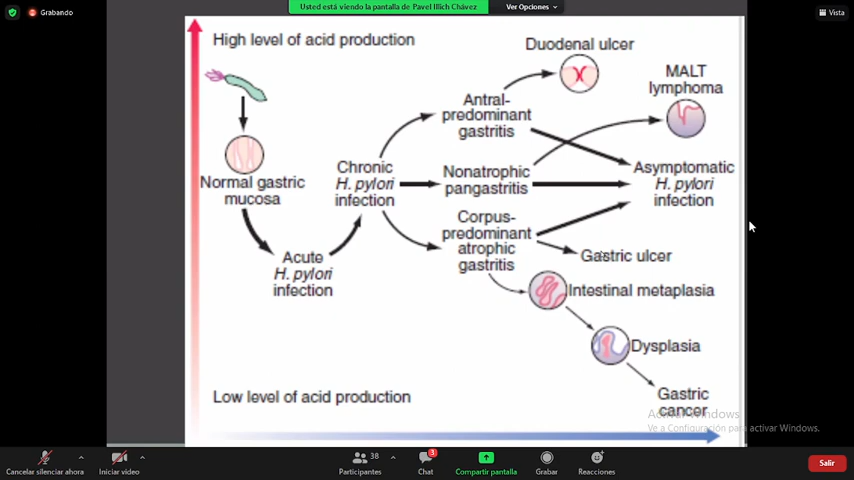 Grabando
Usted está viendo la pantalla de Pavel Illich Chávez
Ver Opciones
Vista
High level of acid production
Duodenal ulcer
MALT
lymphoma
Antral-
predominant
gastritis
Normal gastric
mucosa
Chronic
H. pylori
infection
Nonatrophic
pangastritis
Asymptomatic
H. pylori
infection
Corpus-
predominant
atrophic
gastritis
Acute
H. pylori
infection
Gastric ulcer
Intestinal metaplasia
Dysplasia
Gastric
cancer
Low level of acid production
Activar Windows
Ve a Configuración para activar Windows.
Cancelar silenciar ahora
Iniciar video
38
Participantes
3
Chat
Compartir pantalla
Grabar
Reacciones
Salir